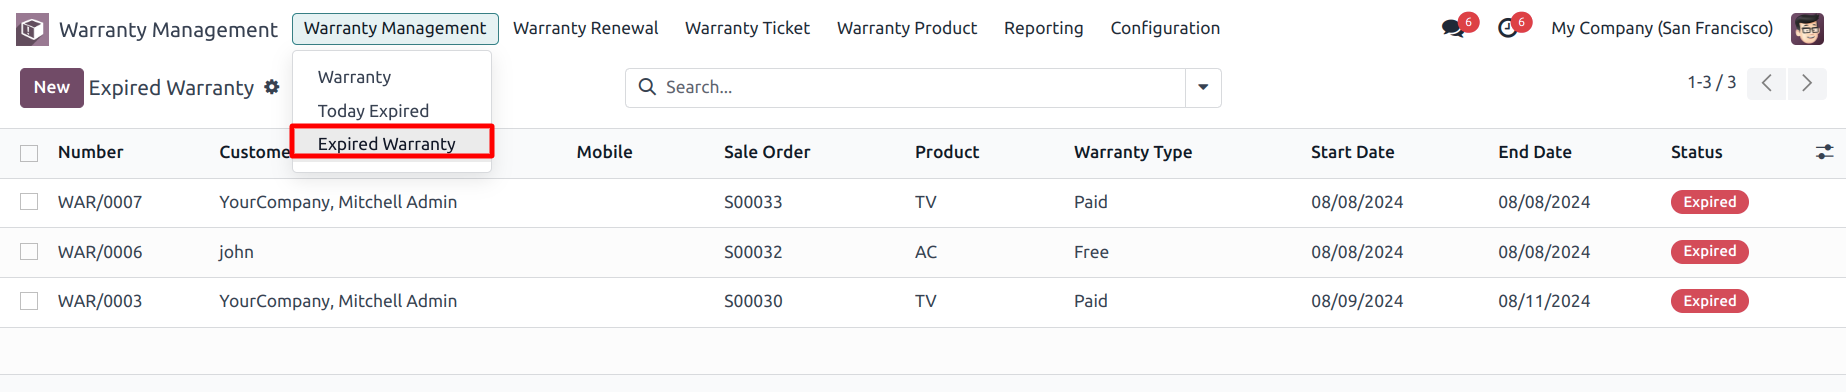 Warranty Management Warranty Management Warranty Renewal Warranty Ticket Warranty Product Reporting Configuration 6 6 My Company (San Francisco)
New Expired Warranty Search... 1-3 / 3
Warranty
Today Expired
Expired Warranty
Number Custome Mobile Sale Order Product Warranty Type Start Date End Date Status
WAR/0007 YourCompany, Mitchell Admin S00033 TV Paid 08/08/2024 08/08/2024 Expired
WAR/0006 john S00032 AC Free 08/08/2024 08/08/2024 Expired
WAR/0003 YourCompany, Mitchell Admin S00030 TV Paid 08/09/2024 08/11/2024 Expired